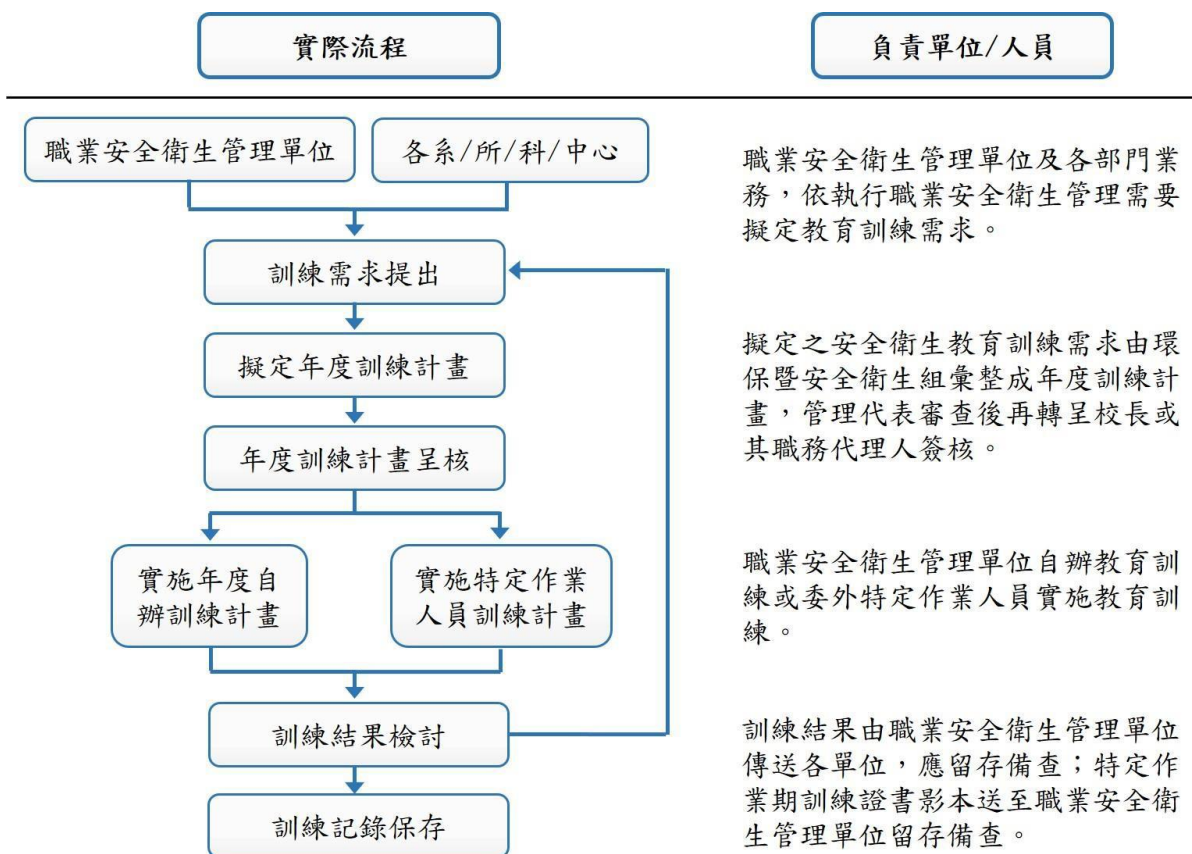 實際流程
負責單位/人員
職業安全衛生管理單位
各系/所/科/中心
職業安全衛生管理單位及各部門業
務，依執行職業安全衛生管理需要
擬定教育訓練需求。
訓練需求提出
擬定年度訓練計畫
擬定之安全衛生教育訓練需求由環
保暨安全衛生組彙整成年度訓練計
畫，管理代表審查後再轉呈校長或
其職務代理人簽核。
年度訓練計畫呈核
實施年度自
辦訓練計畫
實施特定作業
人員訓練計畫
職業安全衛生管理單位自辦教育訓
練或委外特定作業人員實施教育訓
練。
訓練結果檢討
訓練結果由職業安全衛生管理單位
傳送各單位，應留存備查；特定作
業期訓練證書影本送至職業安全衛
生管理單位留存備查。
訓練記錄保存